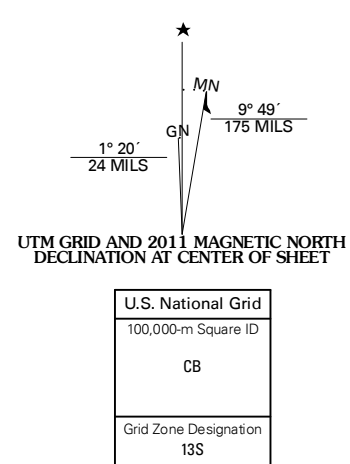 MN
GN
9° 49´
175 MILS
1° 20´
24 MILS
UTM GRID AND 2011 MAGNETIC NORTH
DECLINATION AT CENTER OF SHEET
U.S. National Grid
100,000-m Square ID
CB
Grid Zone Designation
13S